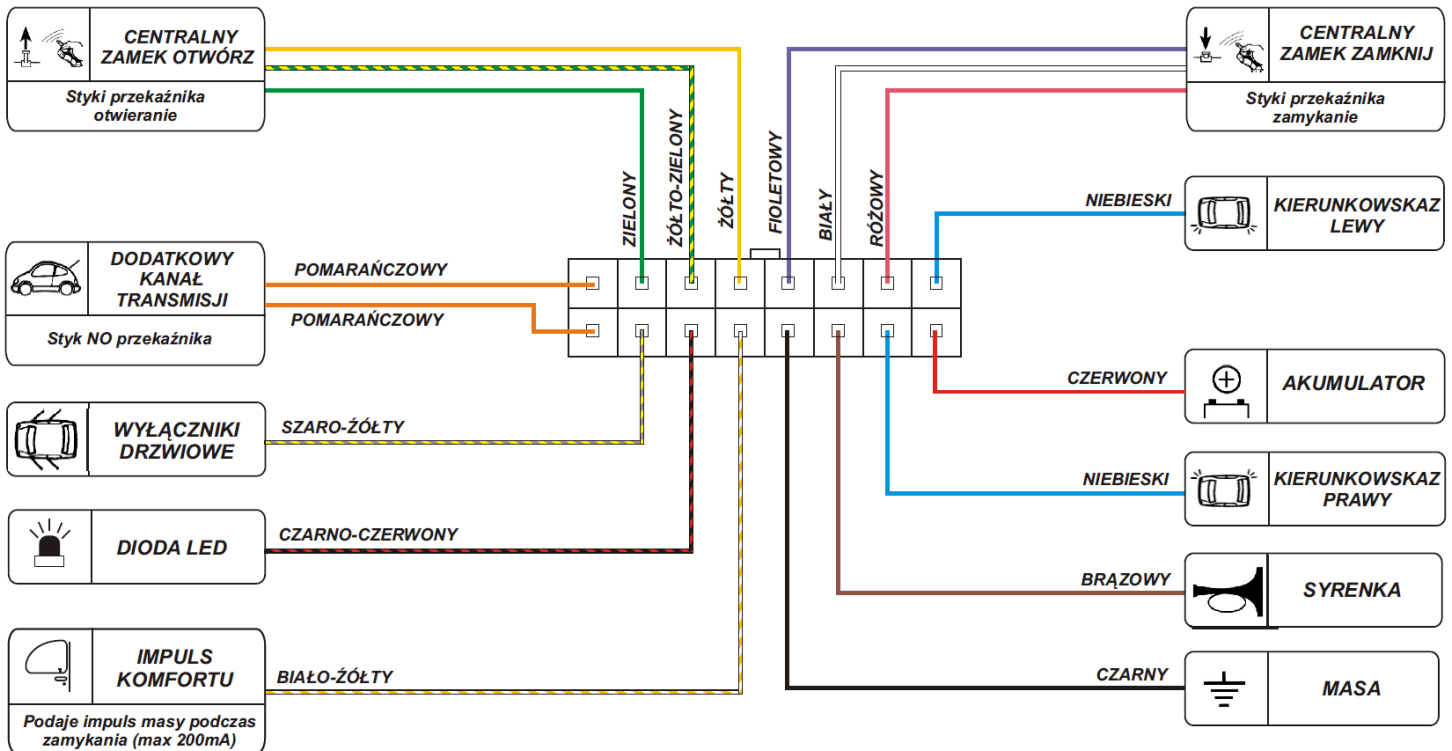 CENTRALNY
ZAMEK OTWÓRZ
Styki przekaźnika
otwieranie
CENTRALNY
ZAMEK ZAMKNIJ
Styki przekaźnika
zamykanie
ZIELONY
ŻÓŁTO-ZIELONY
ŻÓŁTY
FIOLETOWY
BIAŁY
RÓŻOWY
NIEBIESKI
KIERUNKOWSKAZ
LEWY
DODATKOWY
KANAŁ
TRANSMISJI
Styk NO przekaźnika
POMARAŃCZOWY
POMARAŃCZOWY
CZERWONY
AKUMULATOR
WYŁĄCZNIKI
DRZWIOWE
SZARO-ŹÓŁTY
NIEBIESKI
KIERUNKOWSKAZ
PRAWY
DIODA LED
CZARNO-CZERWONY
BRĄZOWY
SYRENKA
IMPULS
KOMFORTU
Podaje impuls masy podczas
zamykania (max 200mA)
BIAŁO-ŹÓŁTY
CZARNY
MASA